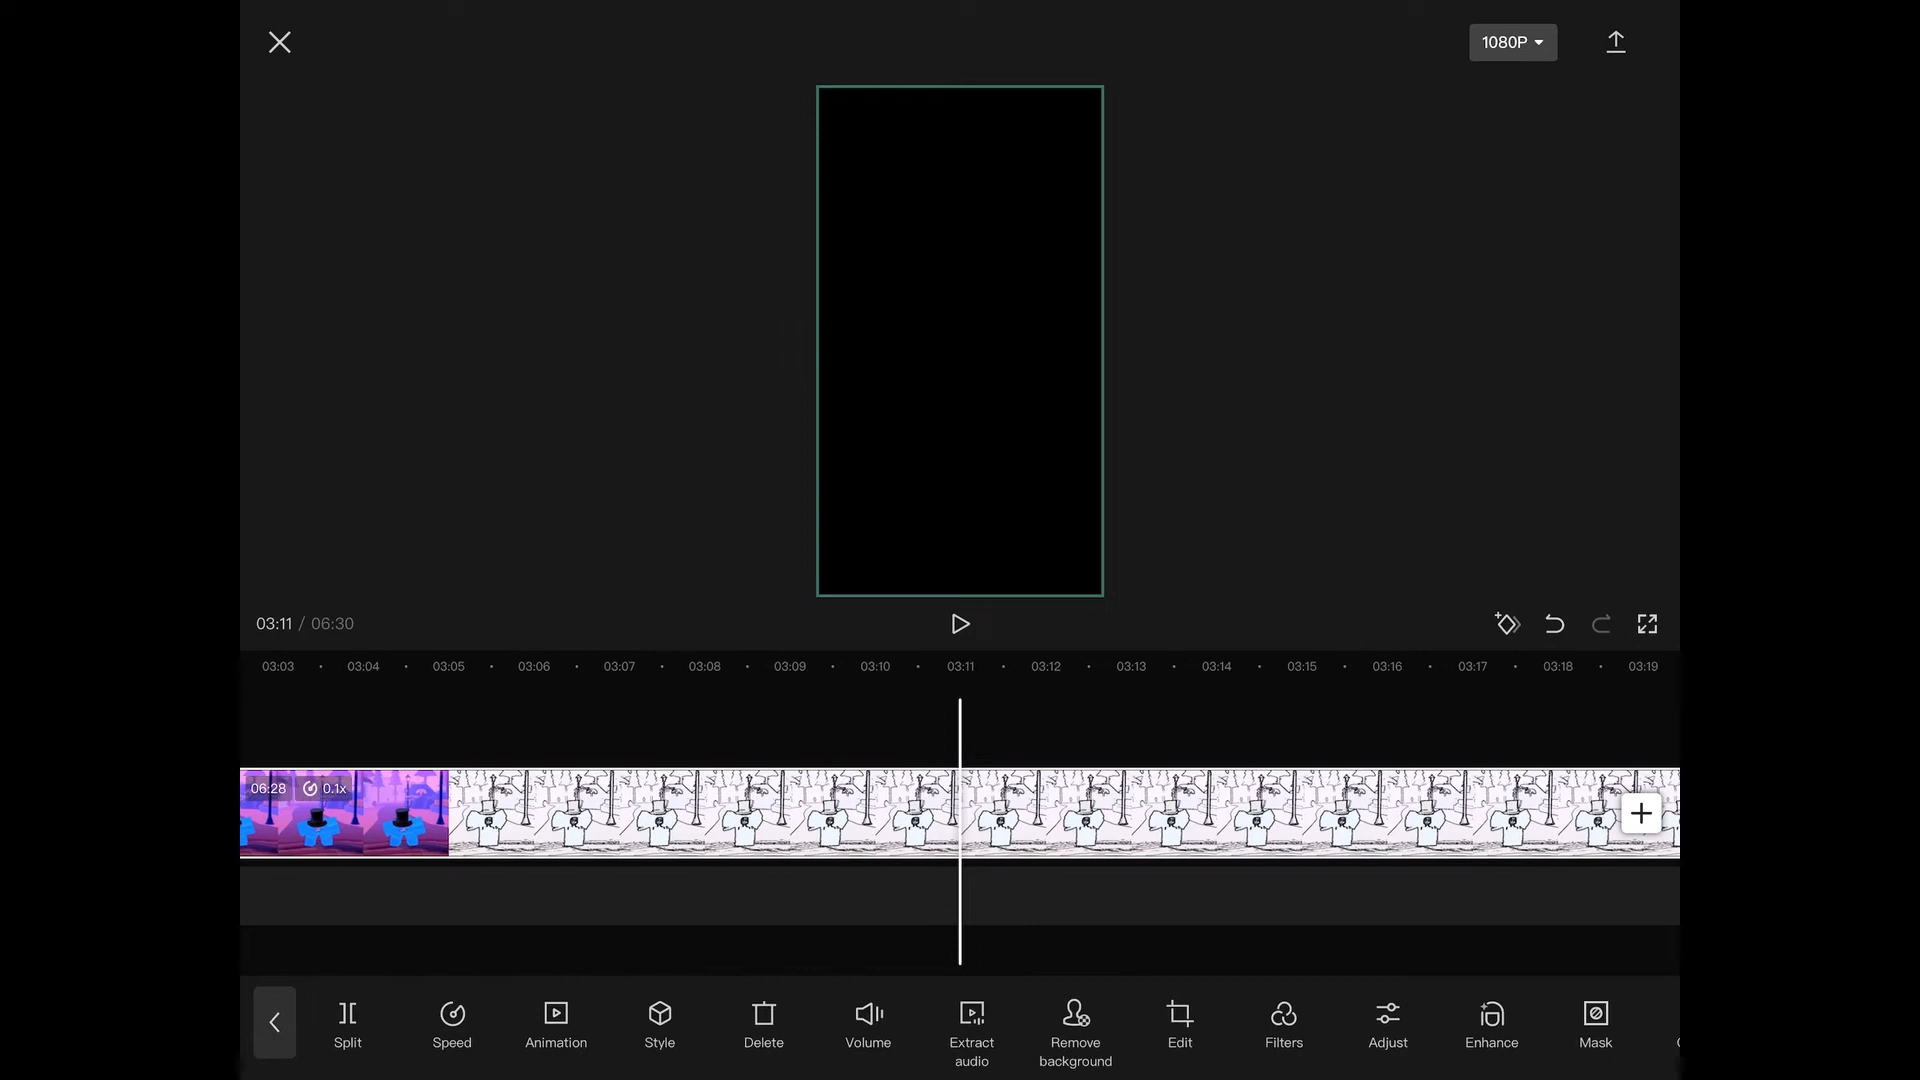 1080P
03:11 / 06:30
03:03 03:04 03:05 03:06 03:07 03:08 03:09 03:10 03:11 03:12 03:13 03:14 03:15 03:16 03:17 03:18 03:19
06:28 0.1x
Split Speed Animation Style Delete Volume Extract audio Remove background Edit Filters Adjust Enhance Mask